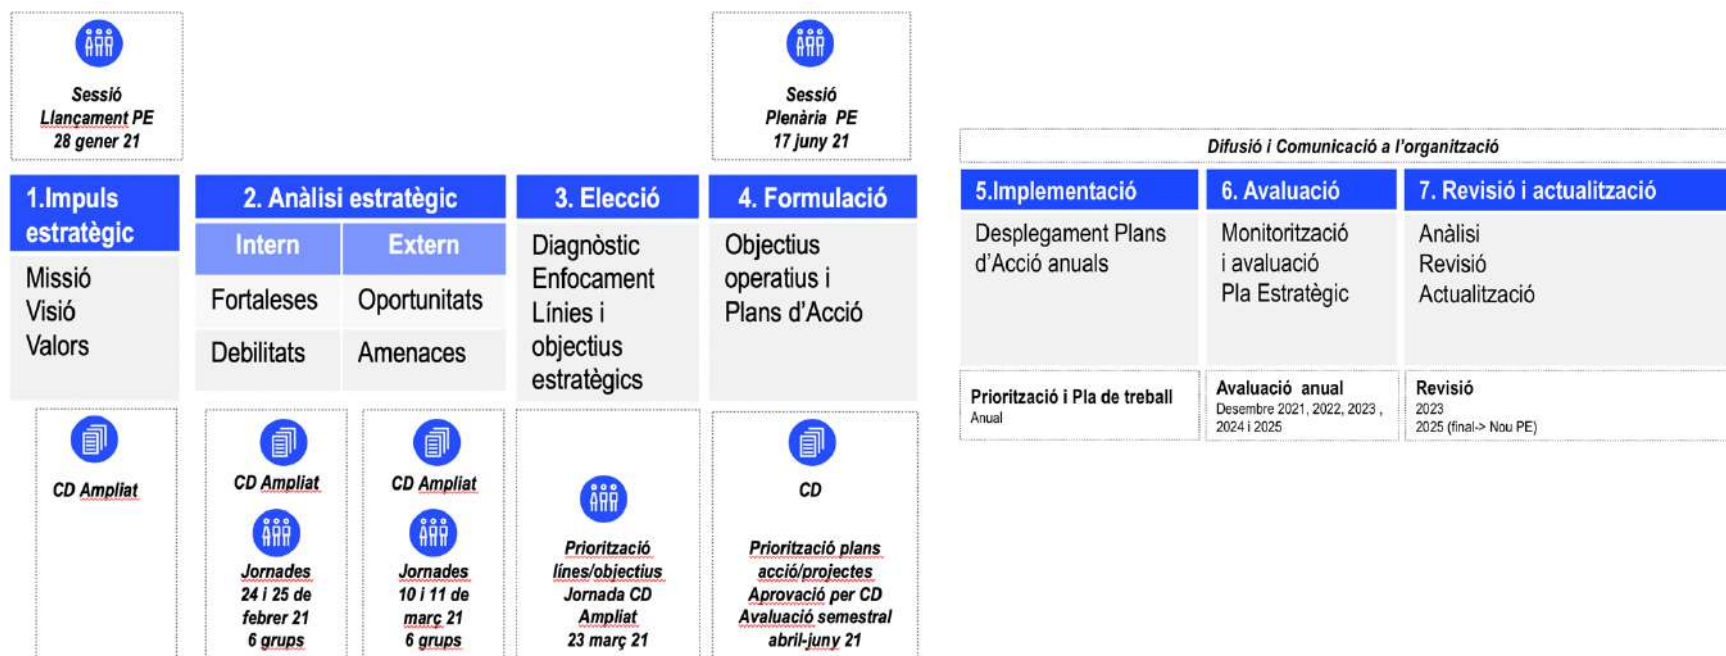 Sessió
Llançament PE
28 gener 21
Sessió
Plenària PE
17 juny 21
Difusió i Comunicació a l'organització
1.Impuls
estratègic
2. Anàlisi estratègic
3. Elecció
4. Formulació
5.Implementació
6. Avaluació
7. Revisió i actualització
Missió
Visió
Valors
Intern
Extern
Fortaleses
Oportunitats
Debilitats
Amenaces
Diagnòstic
Enfocament
Línies i
objectius
estratègics
Objectius
operatius i
Plans d'Acció
Desplegament Plans
d'Acció anuals
Monitorització
i avaluació
Pla Estratègic
Anàlisi
Revisió
Actualització
Priorització i Pla de treball
Anual
Avaluació anual
Desembre 2021, 2022, 2023 ,
2024 i 2025
Revisió
2023
2025 (final-> Nou PE)
CD Ampliat
CD Ampliat
Jornades
24 i 25 de
febrer 21
6 grups
CD Ampliat
Jornades
10 i 11 de
març 21
6 grups
Priorització
línes/objectius
Jornada CD
Ampliat
23 març 21
CD
Priorització plans
acció/projectes
Aprovació per CD
Avaluació semestral
abril-juny 21